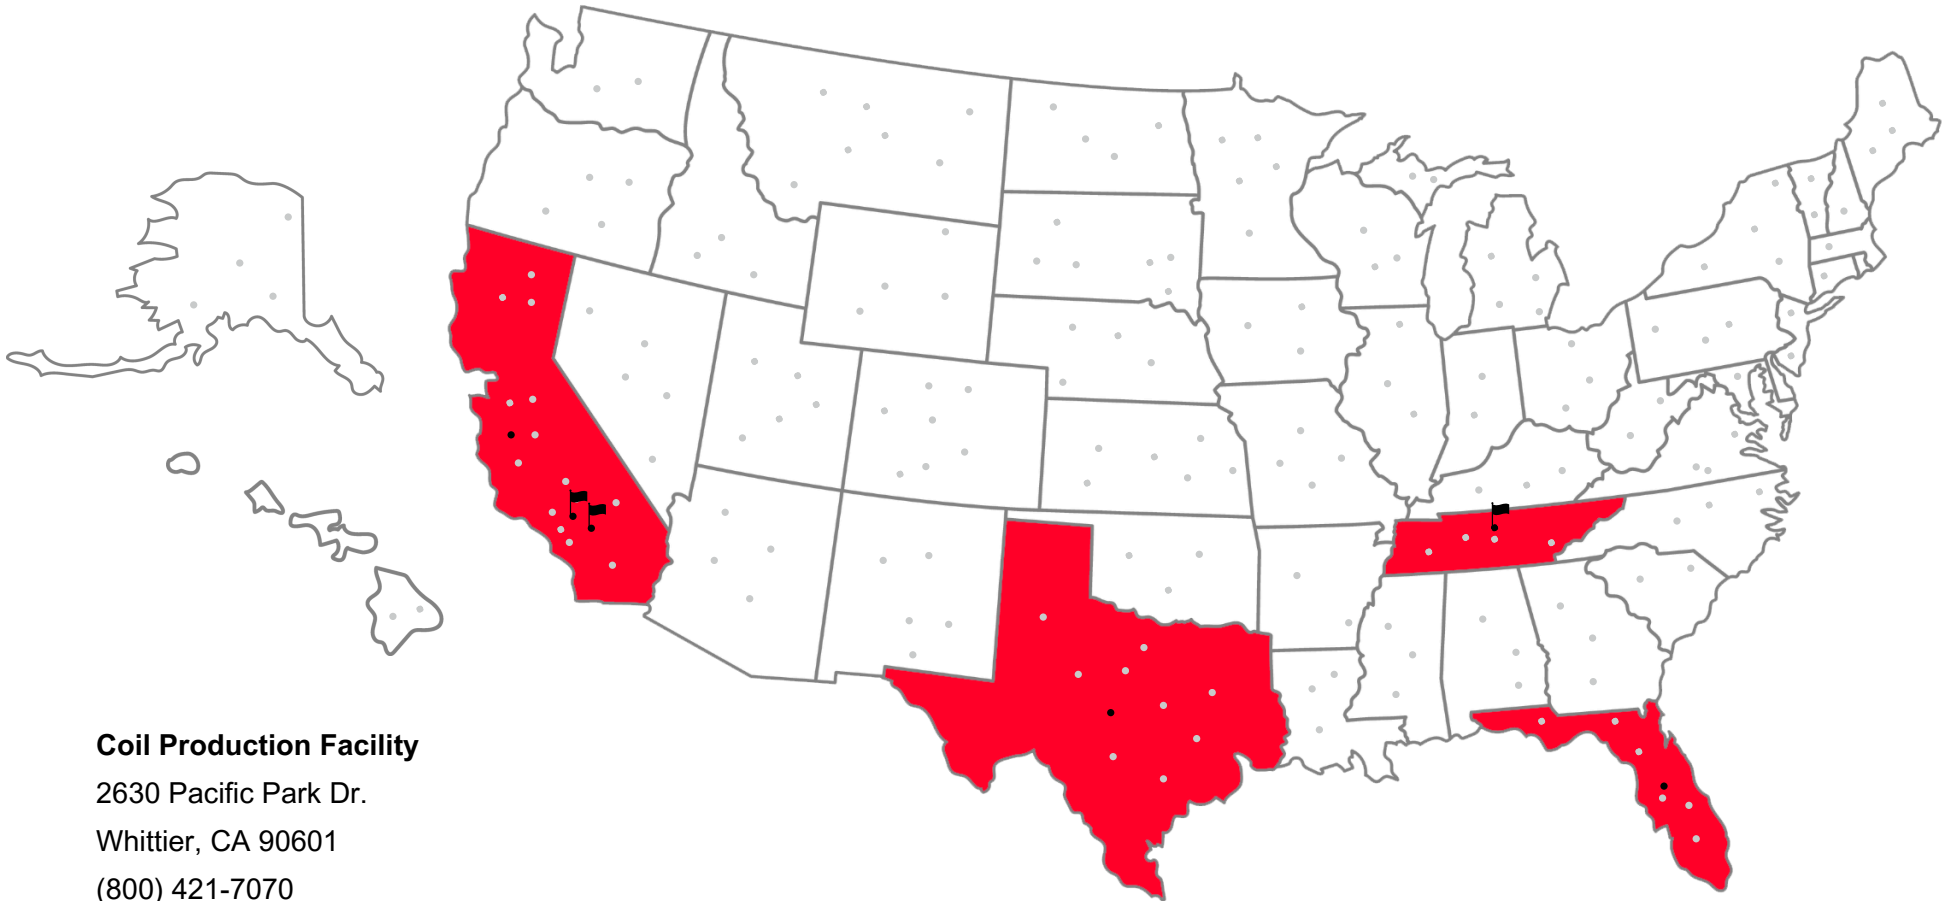 Coil Production Facility
2630 Pacific Park Dr.
Whittier, CA 90601
(800) 421-7070